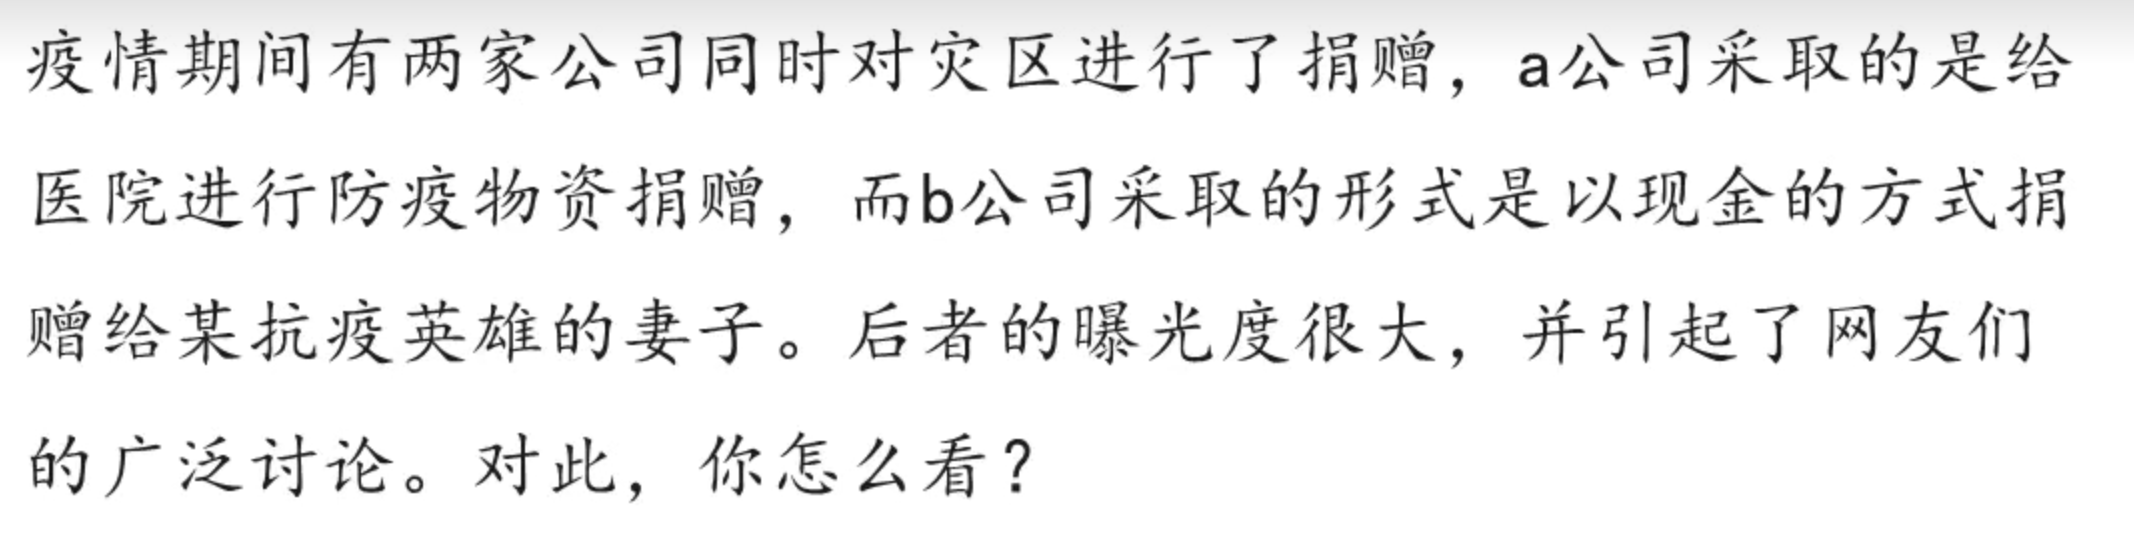 疫情期间有两家公司同时对灾区进行了捐赠，a公司采取的是给
医院进行防疫物资捐赠，而b公司采取的形式是以现金的方式捐
赠给某抗疫英雄的妻子。后者的曝光度很大，并引起了网友们
的广泛讨论。对此，你怎么看？